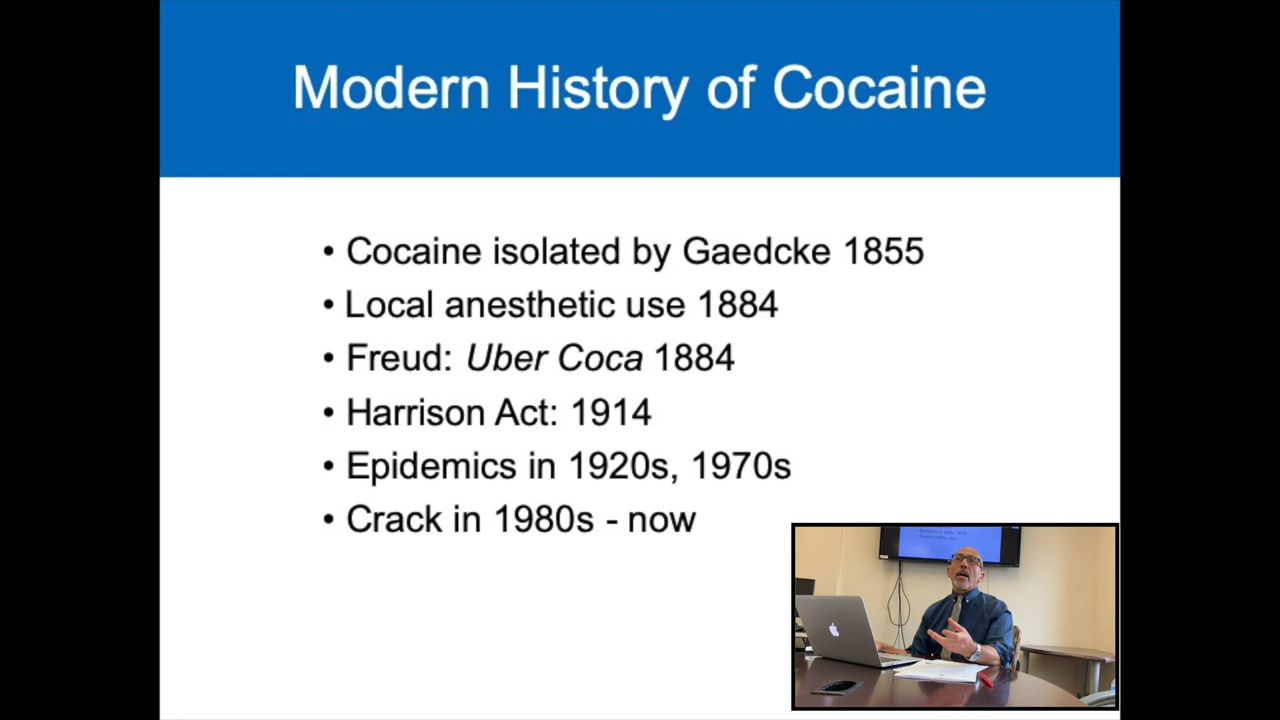 Modern History of Cocaine
• Cocaine isolated by Gaedcke 1855
• Local anesthetic use 1884
• Freud: Uber Coca 1884
• Harrison Act: 1914
• Epidemics in 1920s, 1970s
• Crack in 1980s - now